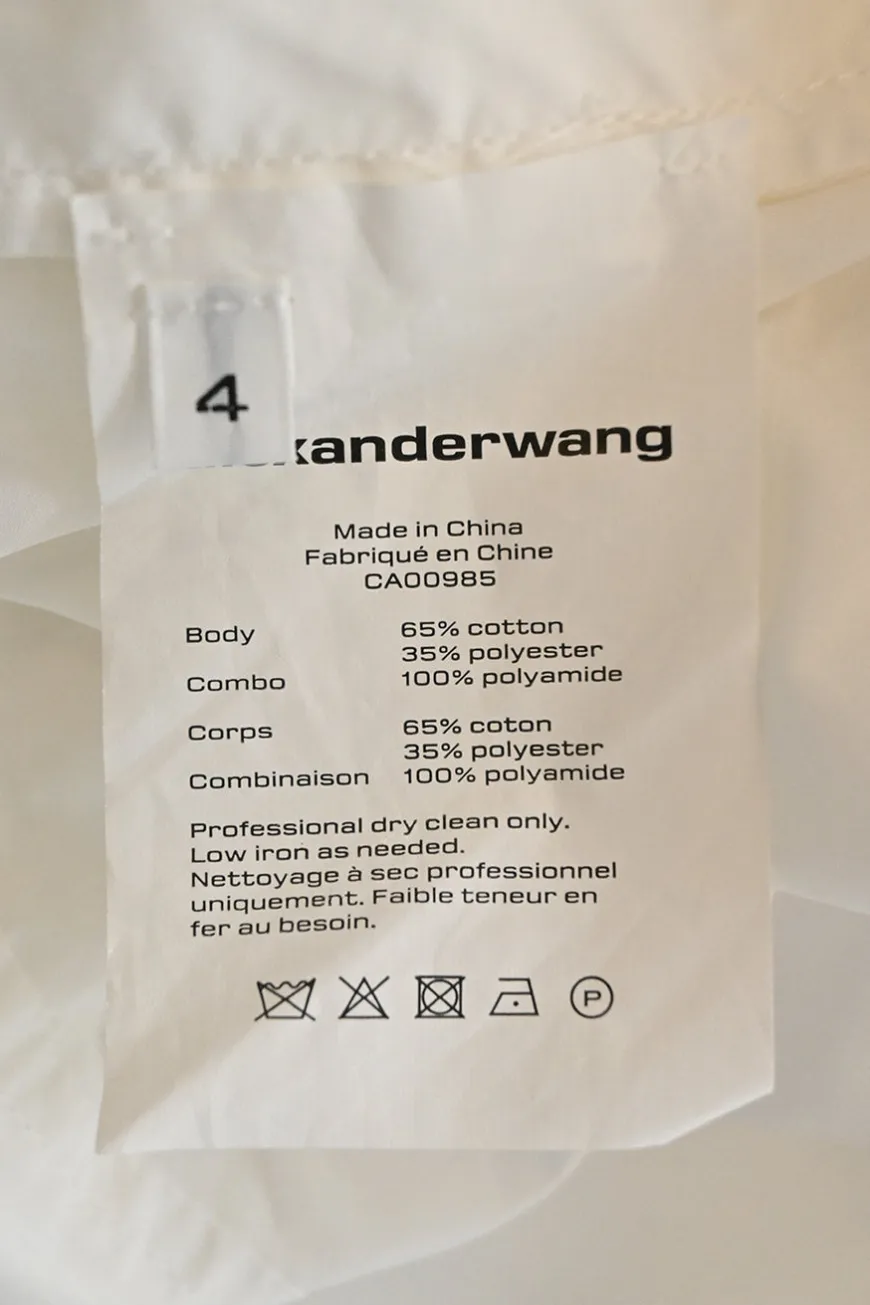 4
xanderwang
Made in China
Fabriqué en Chine
CA00985
Body 65% cotton
35% polyester
Combo 100% polyamide
Corps 65% coton
35% polyester
Combinaison 100% polyamide
Professional dry clean only.
Low iron as needed.
Nettoyage à sec professionnel
uniquement. Faible teneur en
fer au besoin.
P